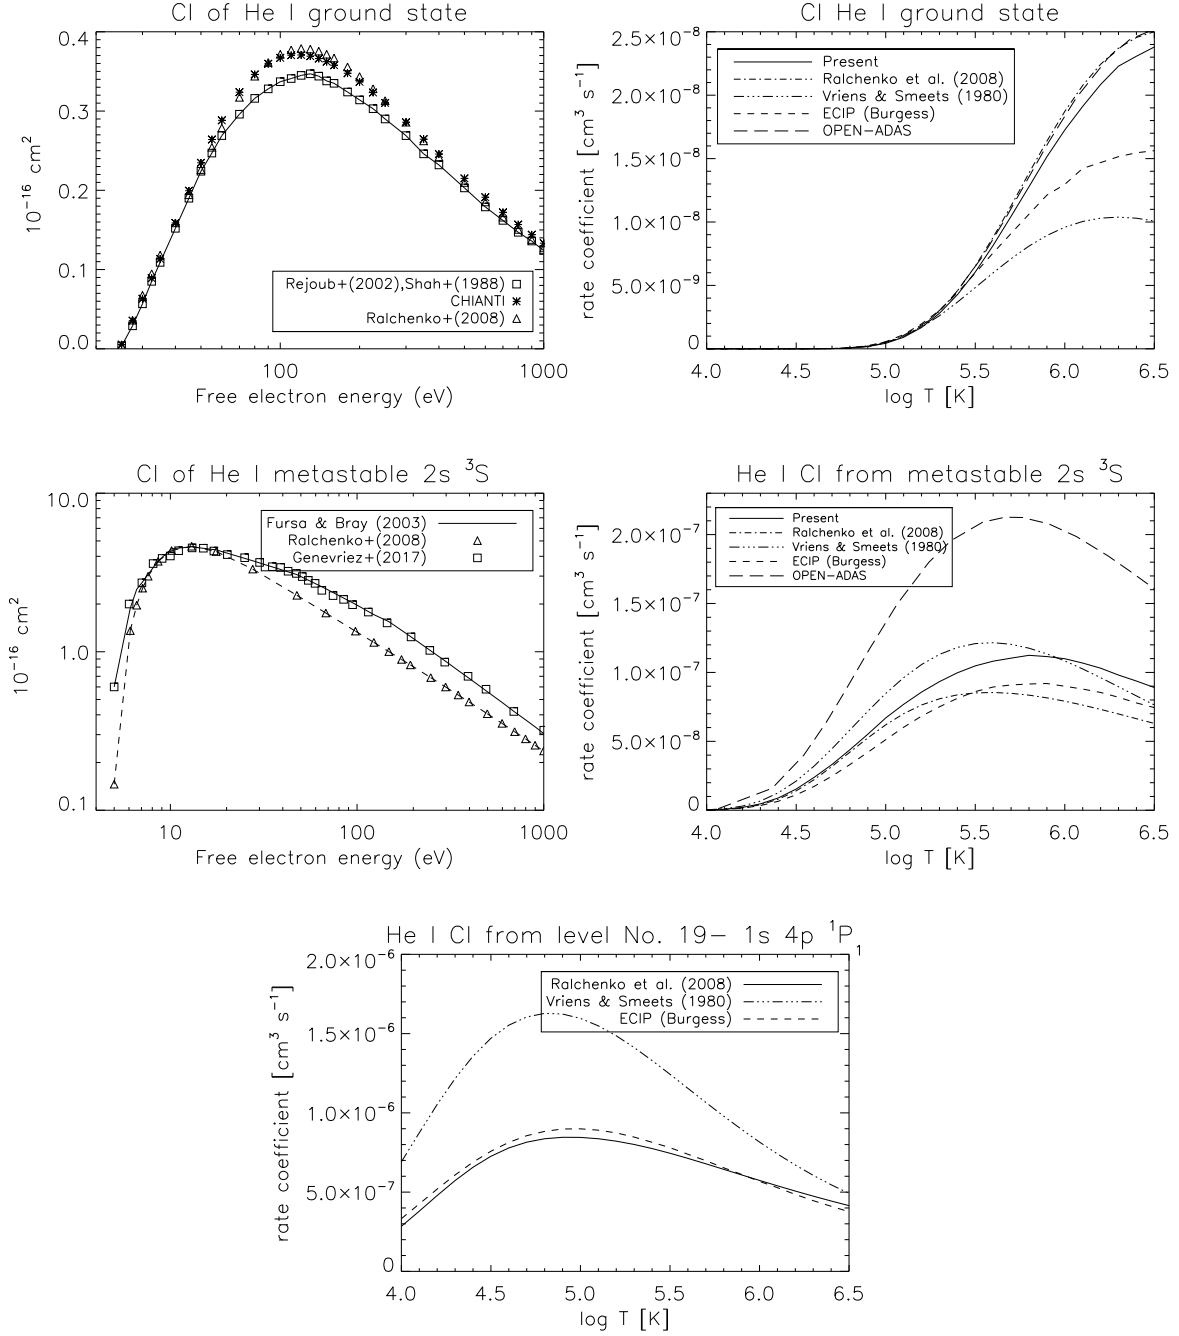 CI of He I ground state
0.4
0.3
0.2
0.1
0.0
10⁻¹⁶ cm²
Rejoub+(2002),Shah+(1988)
CHIANTI
Ralchenko+(2008)
100 1000
Free electron energy (eV)
CI He I ground state
2.5×10⁻⁸
2.0×10⁻⁸
1.5×10⁻⁸
1.0×10⁻⁸
5.0×10⁻⁹
0
rate coefficient [cm³ s⁻¹]
Present
Ralchenko et al. (2008)
Vriens & Smeets (1980)
ECIP (Burgess)
OPEN-ADAS
4.0 4.5 5.0 5.5 6.0 6.5
log T [K]
CI of He I metastable 2s ³S
10.0
1.0
0.1
10⁻¹⁶ cm²
Fursa & Bray (2003)
Ralchenko+(2008)
Genevriez+(2017)
10 100 1000
Free electron energy (eV)
He I CI from metastable 2s ³S
2.0×10⁻⁷
1.5×10⁻⁷
1.0×10⁻⁷
5.0×10⁻⁸
0
rate coefficient [cm³ s⁻¹]
Present
Ralchenko et al. (2008)
Vriens & Smeets (1980)
ECIP (Burgess)
OPEN-ADAS
4.0 4.5 5.0 5.5 6.0 6.5
log T [K]
He I CI from level No. 19− 1s 4p ¹P₁
2.0×10⁻⁶
1.5×10⁻⁶
1.0×10⁻⁶
5.0×10⁻⁷
0
rate coefficient [cm³ s⁻¹]
Ralchenko et al. (2008)
Vriens & Smeets (1980)
ECIP (Burgess)
4.0 4.5 5.0 5.5 6.0 6.5
log T [K]